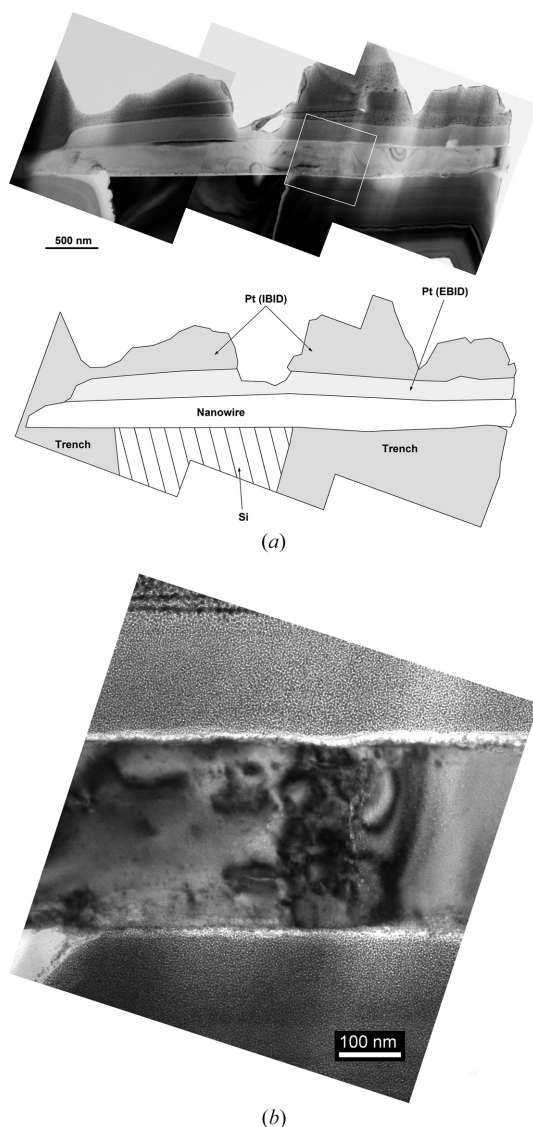 500 nm
Pt (IBID)
Pt (EBID)
Nanowire
Trench
Trench
Si
(a)
100 nm
(b)